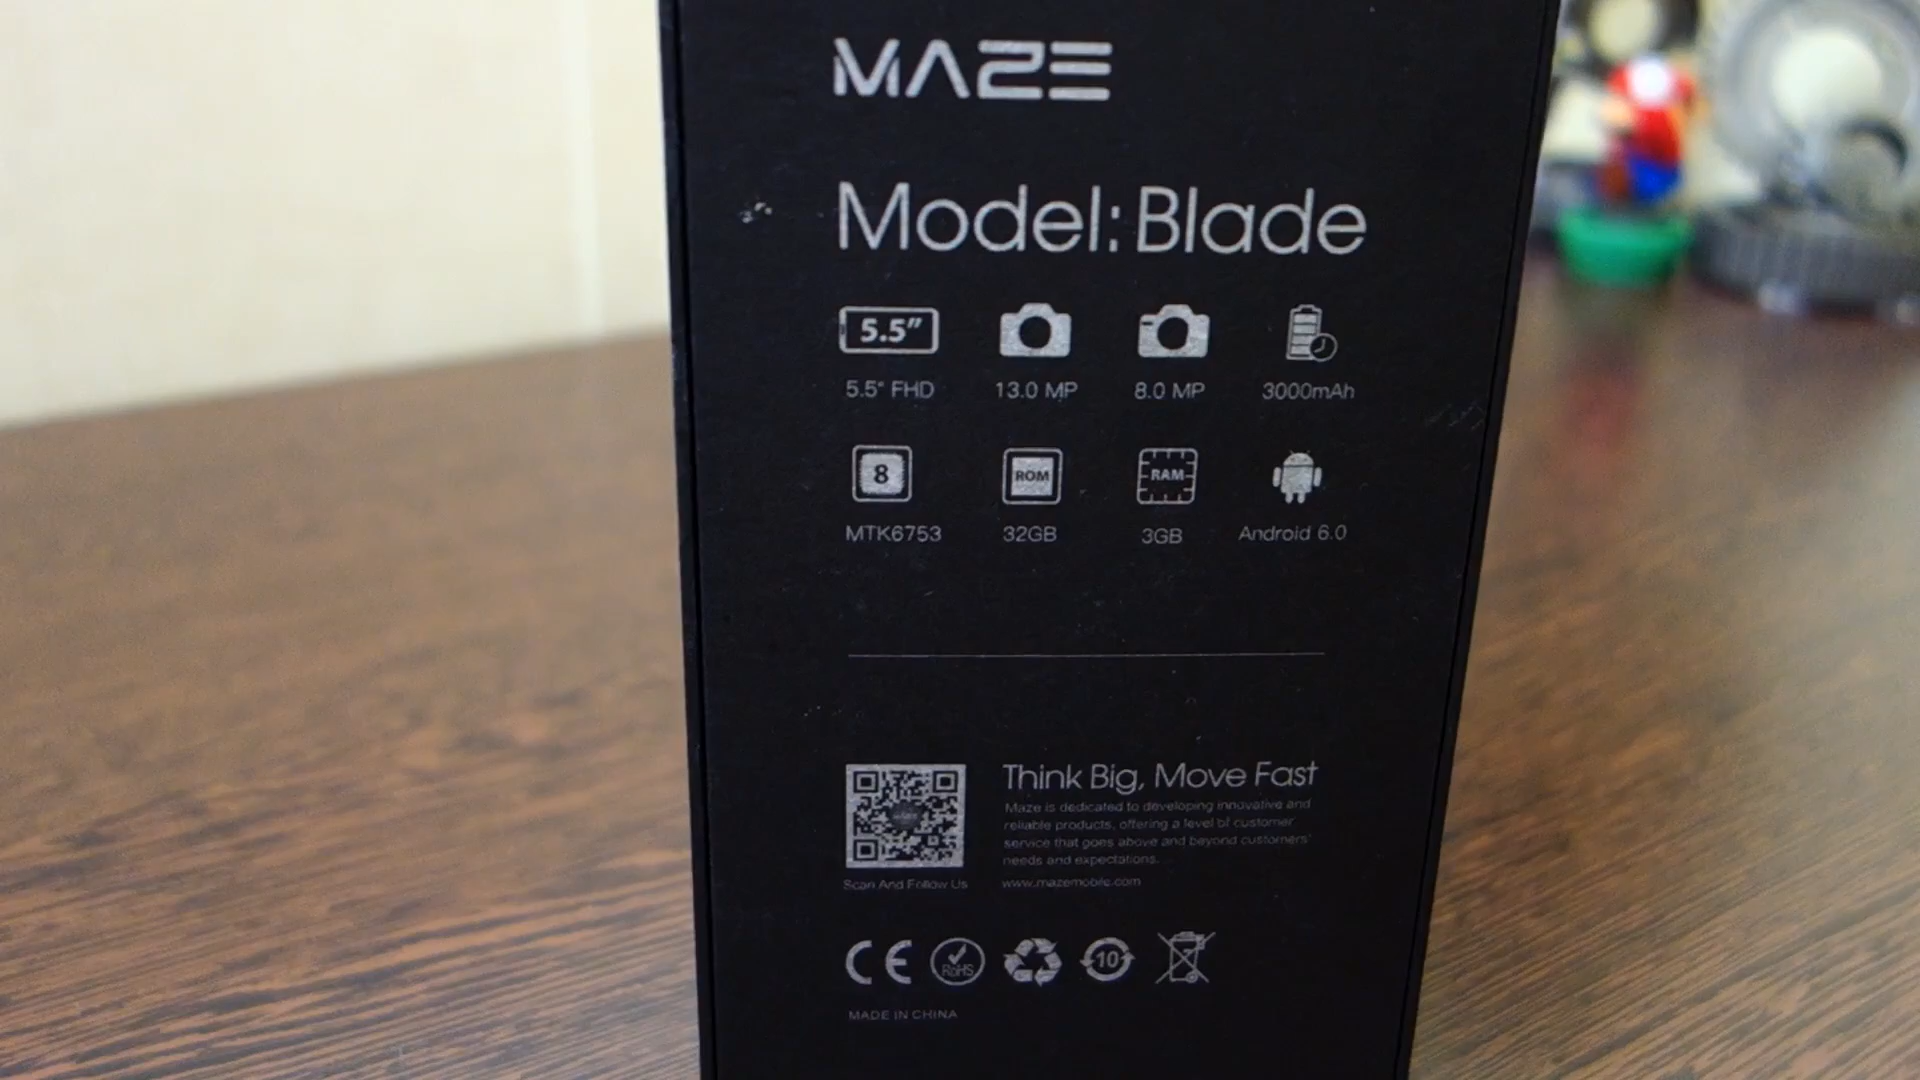 MAZE
Model: Blade
5.5"
5.5" FHD 13.0 MP 8.0 MP 3000mAh
8 ROM RAM
MTK6753 32GB 3GB Android 6.0
Think Big, Move Fast
Maze is dedicated to developing innovative and
reliable products, offering a level of customer
service that goes above and beyond customers'
needs and expectations.
Scan And Follow Us www.mazemobile.com
CE RoHS 10
MADE IN CHINA